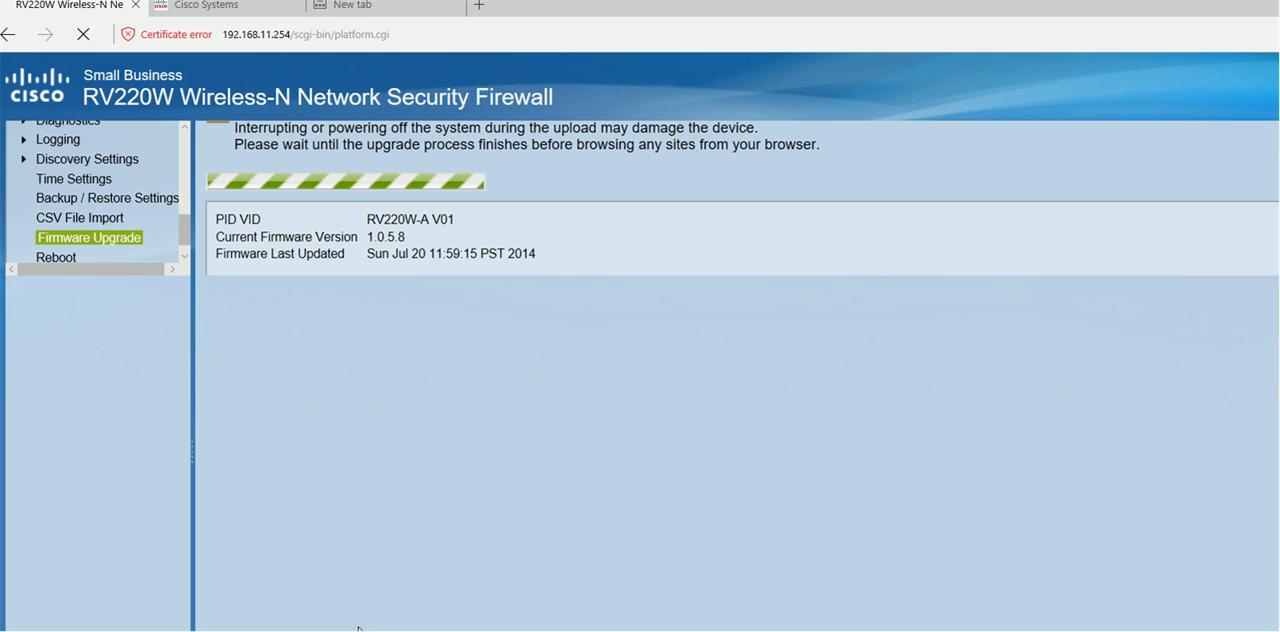 RV220W Wireless-N Ne
Cisco Systems
New tab
Certificate error 192.168.11.254/scgi-bin/platform.cgi
cisco
Small Business
RV220W Wireless-N Network Security Firewall
Diagnostics
Logging
Discovery Settings
Time Settings
Backup / Restore Settings
CSV File Import
Firmware Upgrade
Reboot
Interrupting or powering off the system during the upload may damage the device.
Please wait until the upgrade process finishes before browsing any sites from your browser.
PID VID RV220W-A V01
Current Firmware Version 1.0.5.8
Firmware Last Updated Sun Jul 20 11:59:15 PST 2014